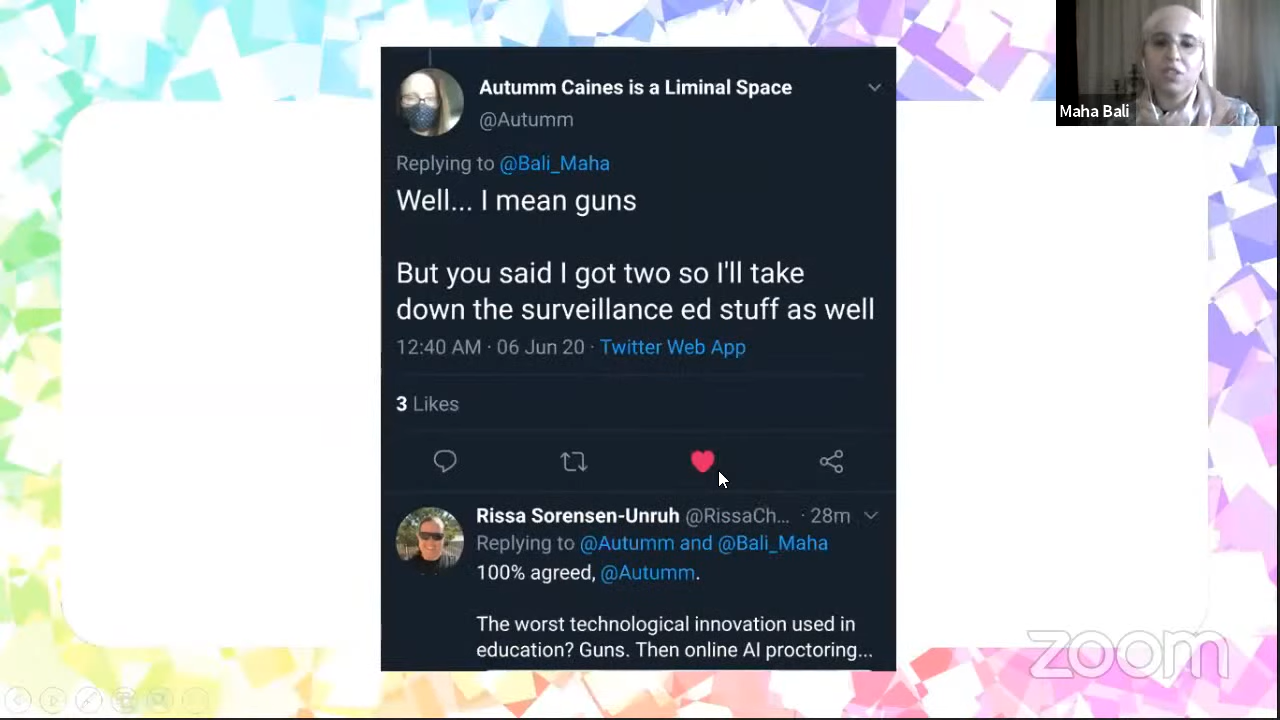 Autumm Caines is a Liminal Space
@Autumm
Replying to @Bali_Maha
Well... I mean guns
But you said I got two so I'll take
down the surveillance ed stuff as well
12:40 AM · 06 Jun 20 · Twitter Web App
3 Likes
Rissa Sorensen-Unruh @RissaCh... · 28m
Replying to @Autumm and @Bali_Maha
100% agreed, @Autumm.
The worst technological innovation used in
education? Guns. Then online AI proctoring...
Maha Bali
zoom